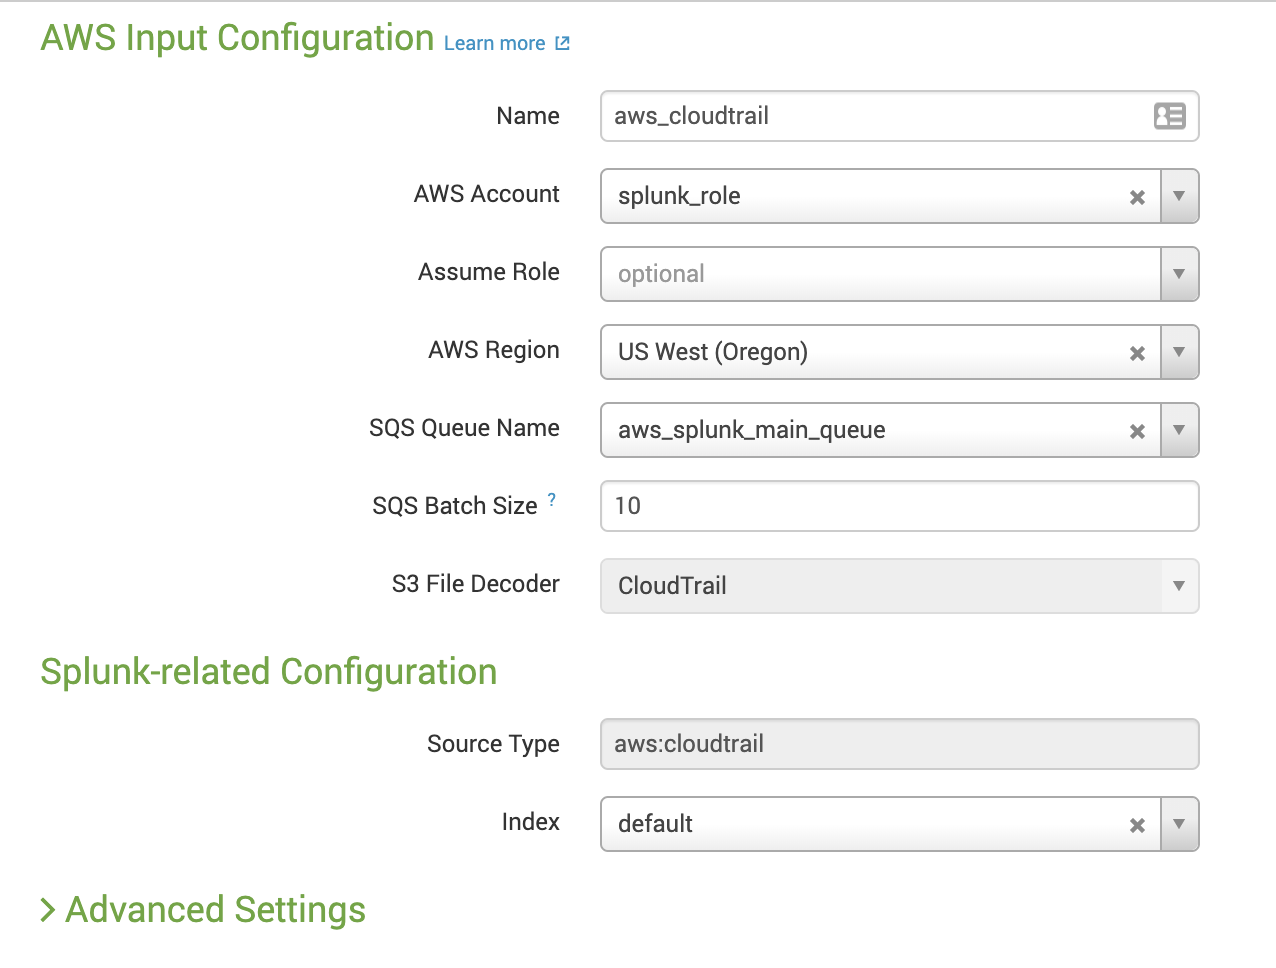 AWS Input Configuration Learn more
Name aws_cloudtrail
AWS Account splunk_role
Assume Role optional
AWS Region US West (Oregon)
SQS Queue Name aws_splunk_main_queue
SQS Batch Size ? 10
S3 File Decoder CloudTrail
Splunk-related Configuration
Source Type aws:cloudtrail
Index default
Advanced Settings